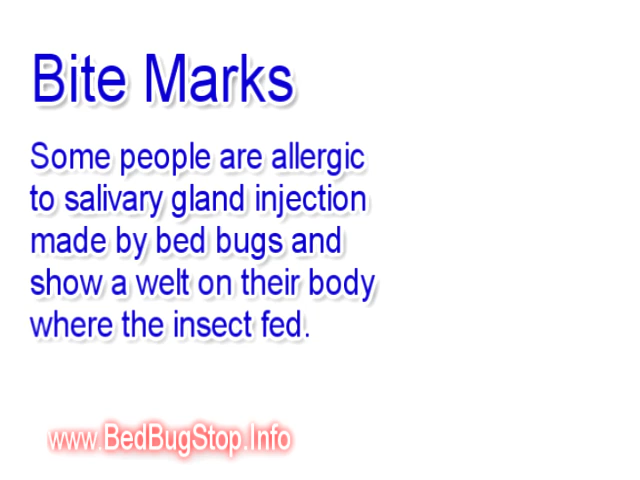 Bite Marks
Some people are allergic
to salivary gland injection
made by bed bugs and
show a welt on their body
where the insect fed.
www.BedBugStop.Info